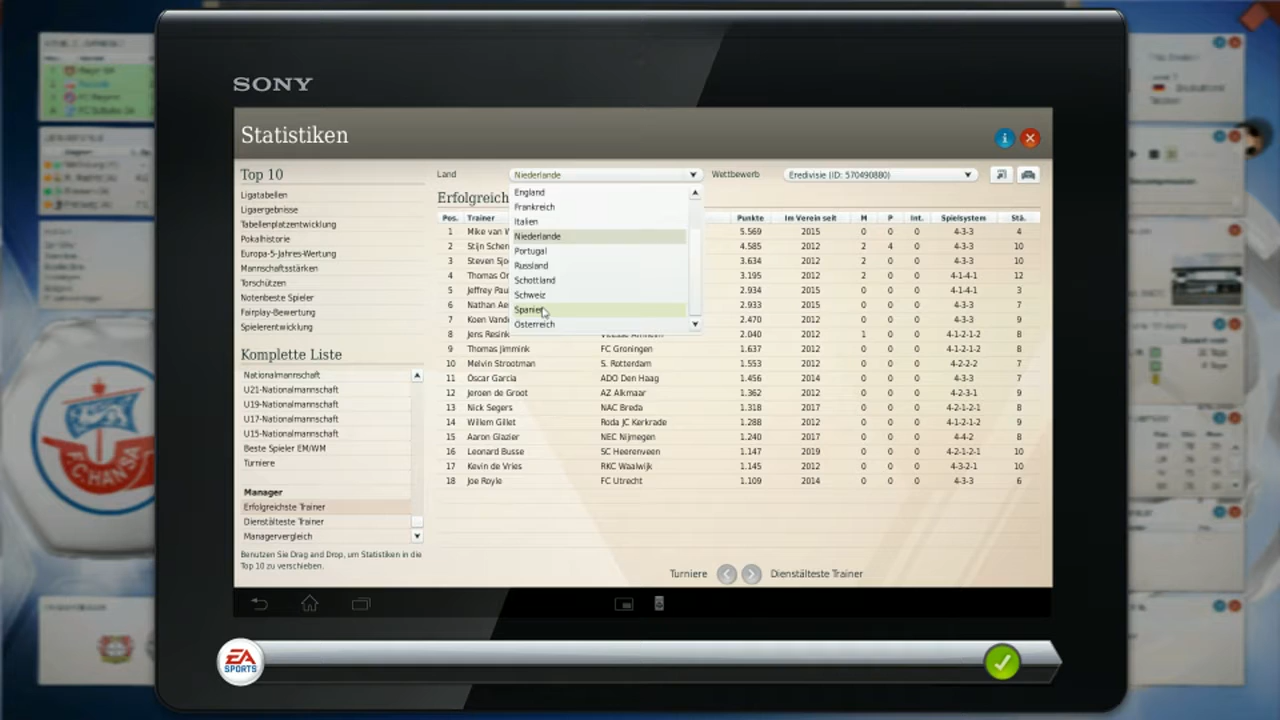 SONY
Statistiken
Top 10
Ligatabellen
Ligaergebnisse
Tabellenplatzentwicklung
Pokalhistorie
Europa-5-Jahres-Wertung
Mannschaftsstärken
Torschützen
Notenbeste Spieler
Fairplay-Bewertung
Spielerentwicklung
Komplette Liste
Nationalmannschaft
U21-Nationalmannschaft
U19-Nationalmannschaft
U17-Nationalmannschaft
U15-Nationalmannschaft
Beste Spieler EM/WM
Turniere
Manager
Erfolgreichste Trainer
Dienstälteste Trainer
Managervergleich
Benutzen Sie Drag and Drop, um Statistiken in die
Top 10 zu verschieben.
Land Niederlande Wettbewerb Eredivisie (ID: 570490880)
England
Frankreich
Italien
Niederlande
Portugal
Russland
Schottland
Schweiz
Spanien
Österreich
Erfolgreich
Pos. Trainer Punkte Im Verein seit M P Int. Spielsystem Stä.
1 Mike van 5.569 2015 0 0 0 4-3-3 4
2 Stijn 4.585 2012 2 4 0 4-3-3 10
3 Steven 3.634 2012 2 0 0 4-3-3 10
4 Thomas 3.195 2012 2 0 0 4-1-4-1 12
5 Jeffrey 2.934 2015 0 0 0 4-1-4-1 3
6 Nathan 2.933 2015 0 0 0 4-3-3 7
7 Koen 2.470 2012 0 0 0 4-3-3 9
8 Jens Resink Vitesse Arnheim 2.040 2012 1 0 0 4-1-2-1-2 8
9 Thomas Jimmink FC Groningen 1.637 2012 0 0 0 4-1-2-1-2 8
10 Melvin Strootman S. Rotterdam 1.553 2012 0 0 0 4-2-2-2 7
11 Óscar García ADO Den Haag 1.456 2014 0 0 0 4-3-3 7
12 Jeroen de Groot AZ Alkmaar 1.362 2012 0 0 0 4-2-3-1 9
13 Nick Segers NAC Breda 1.318 2017 0 0 0 4-2-1-2-1 8
14 Willem Gillet Roda JC Kerkrade 1.288 2012 0 0 0 4-1-2-1-2 9
15 Aaron Glazier NEC Nijmegen 1.240 2017 0 0 0 4-4-2 8
16 Leonard Busse SC Heerenveen 1.147 2019 0 0 0 4-2-1-2-1 10
17 Kevin de Vries RKC Waalwijk 1.145 2012 0 0 0 4-3-2-1 10
18 Joe Royle FC Utrecht 1.109 2014 0 0 0 4-3-3 6
Turniere Dienstälteste Trainer
F.C. HANSA
EA
SPORTS